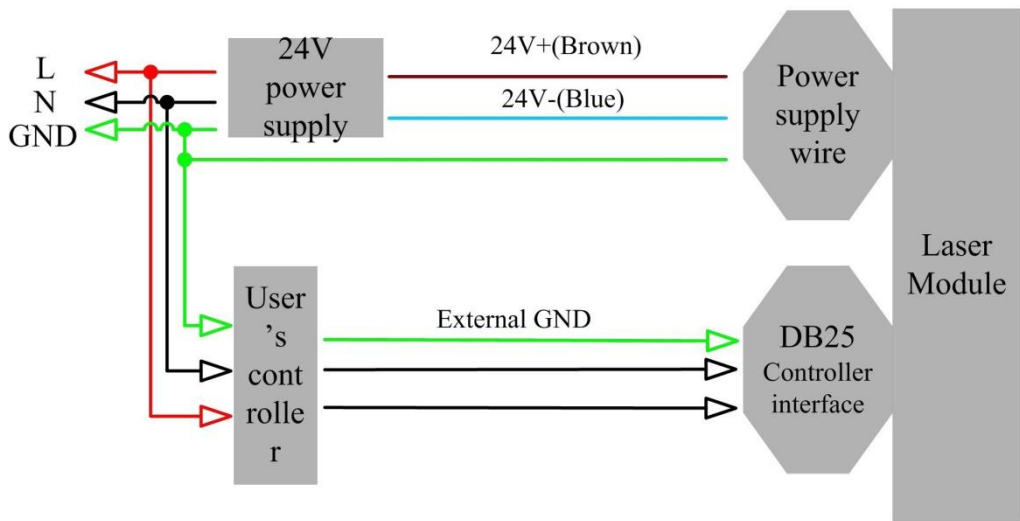 L
N
GND
24V
power
supply
24V+(Brown)
24V-(Blue)
Power
supply
wire
Laser
Module
User
’s
cont
rolle
r
External GND
DB25
Controller
interface